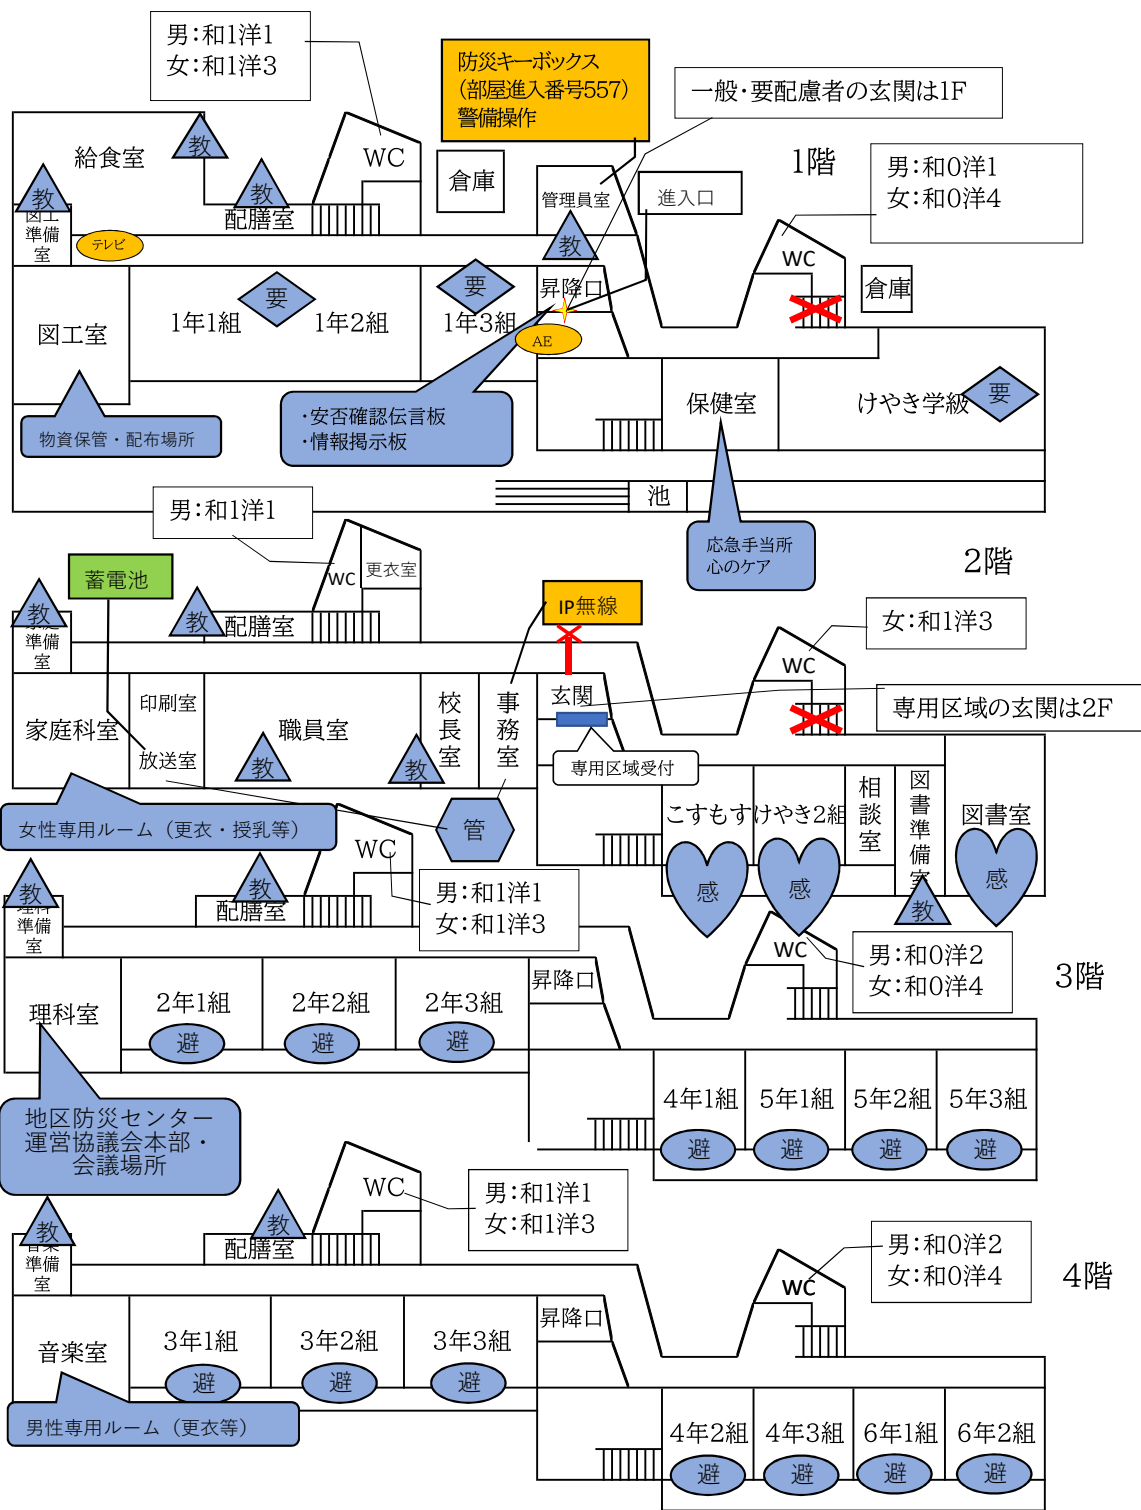 男：和1洋1
女：和1洋3
防災キーボックス
（部屋進入番号557）
警備操作
一般・要配慮者の玄関は1F
1階
男：和0洋1
女：和0洋4
教
給食室
教
教
WC
倉庫
管理員室
進入口
図工
準備
室
テレビ
配膳室
教
WC
倉庫
昇降口
要
要
1年1組
1年2組
1年3組
AE
図工室
保健室
けやき学級
要
物資保管・配布場所
・安否確認伝言板
・情報掲示板
池
応急手当所
心のケア
男：和1洋1
2階
蓄電池
WC
更衣室
IP無線
女：和1洋3
教
教
配膳室
準備
室
WC
家庭科室
印刷室
放送室
職員室
校長室
事務室
玄関
専用区域の玄関は2F
教
教
専用区域受付
女性専用ルーム（更衣・授乳等）
管
こすもす
けやき2組
相談室
図書準備室
図書室
感
感
教
感
WC
男：和1洋1
女：和1洋3
教
教
配膳室
理科
準備
室
WC
男：和0洋2
女：和0洋4
3階
理科室
2年1組
2年2組
2年3組
昇降口
避
避
避
地区防災センター
運営協議会本部・
会議場所
4年1組
5年1組
5年2組
5年3組
避
避
避
避
WC
男：和1洋1
女：和1洋3
教
教
配膳室
音楽
準備
室
WC
男：和0洋2
女：和0洋4
4階
音楽室
3年1組
3年2組
3年3組
昇降口
避
避
避
男性専用ルーム（更衣等）
4年2組
4年3組
6年1組
6年2組
避
避
避
避